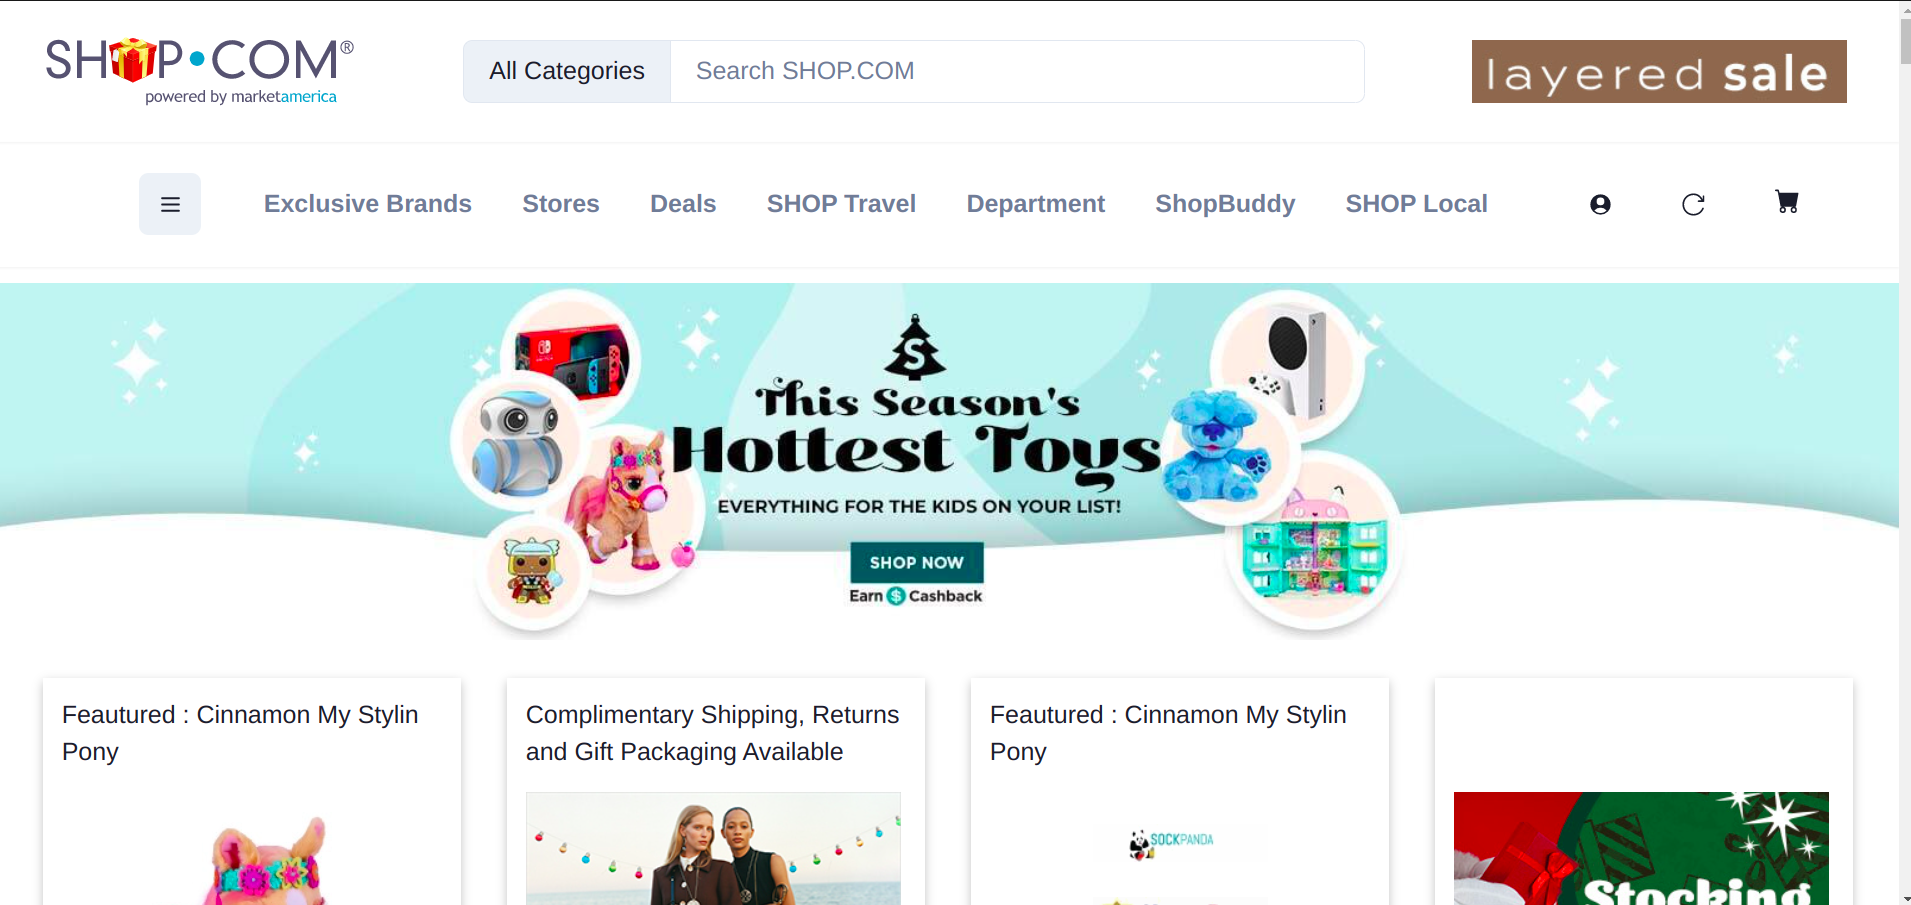 SHOP.COM®
powered by marketamerica
All Categories
Search SHOP.COM
layered sale
Exclusive Brands
Stores
Deals
SHOP Travel
Department
ShopBuddy
SHOP Local
S
This Season's
Hottest Toys
EVERYTHING FOR THE KIDS ON YOUR LIST!
SHOP NOW
Earn $ Cashback
Feautured : Cinnamon My Stylin
Pony
Complimentary Shipping, Returns
and Gift Packaging Available
Feautured : Cinnamon My Stylin
Pony
SOCKPANDA
Stocking